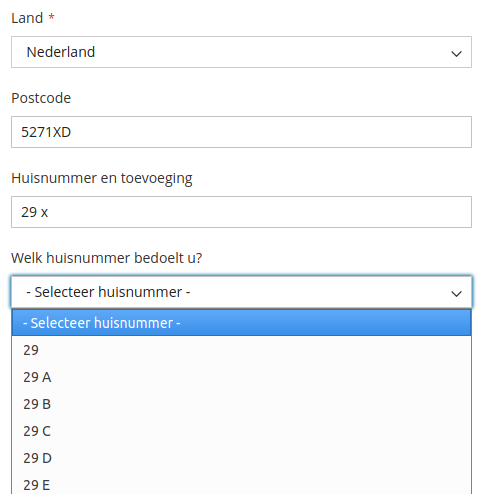 Land *
Nederland
Postcode
5271XD
Huisnummer en toevoeging
29 x
Welk huisnummer bedoelt u?
- Selecteer huisnummer -
- Selecteer huisnummer -
29
29 A
29 B
29 C
29 D
29 E